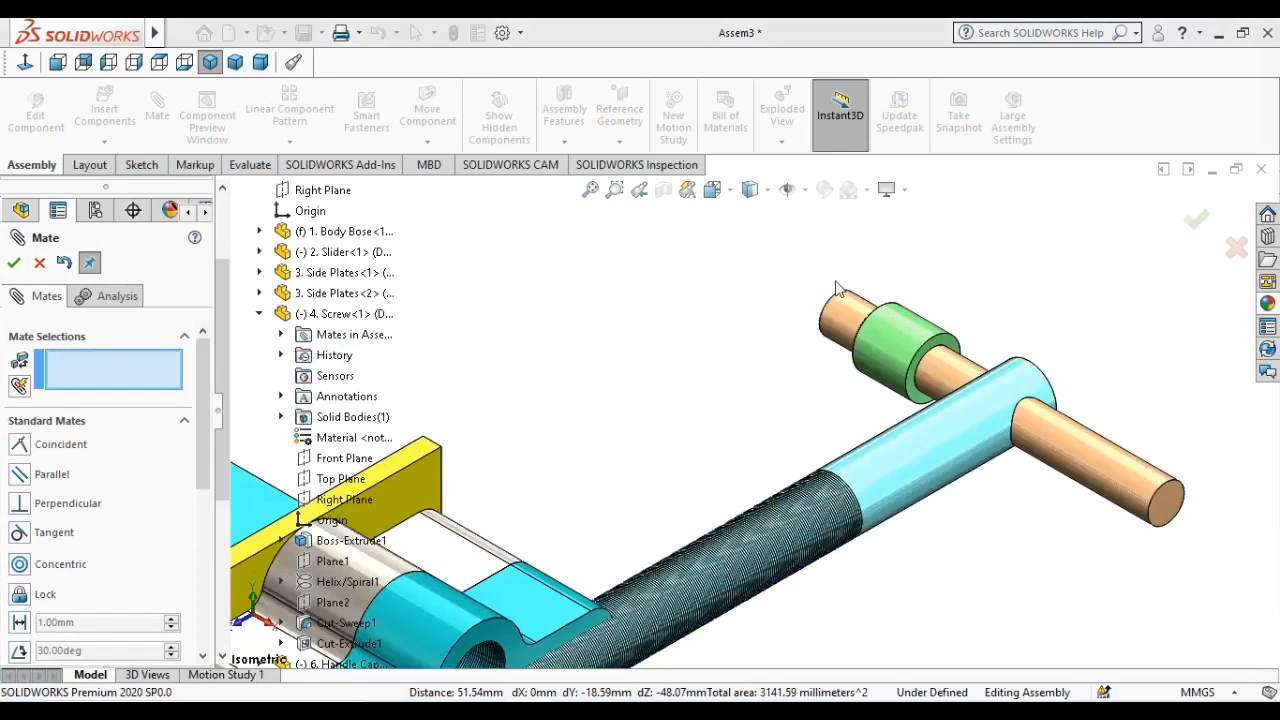 SOLIDWORKS
Assem3 *
Search SOLIDWORKS Help
Edit Component
Insert Components
Mate
Component Preview Window
Linear Component Pattern
Smart Fasteners
Move Component
Show Hidden Components
Assembly Features
Reference Geometry
New Motion Study
Bill of Materials
Exploded View
Instant3D
Update Speedpak
Take Snapshot
Large Assembly Settings
Assembly
Layout
Sketch
Markup
Evaluate
SOLIDWORKS Add-Ins
MBD
SOLIDWORKS CAM
SOLIDWORKS Inspection
Mate
Mates
Analysis
Mate Selections
Standard Mates
Coincident
Parallel
Perpendicular
Tangent
Concentric
Lock
1.00mm
30.00deg
Right Plane
Origin
(f) 1. Body Bose<1...
(-) 2. Slider<1> (D...
3. Side Plates<1> (...
3. Side Plates<2> (...
(-) 4. Screw<1> (D...
Mates in Asse...
History
Sensors
Annotations
Solid Bodies(1)
Material <not...
Front Plane
Top Plane
Right Plane
Origin
Boss-Extrude1
Plane1
Helix/Spiral1
Plane2
Cut-Sweep1
Cut-Extrude1
(-) 6. Handle Cap...
*Isometric
Model
3D Views
Motion Study 1
SOLIDWORKS Premium 2020 SP0.0
Distance: 51.54mm dX: 0mm dY: -18.59mm dZ: -48.07mmTotal area: 3141.59 millimeters^2
Under Defined
Editing Assembly
MMGS